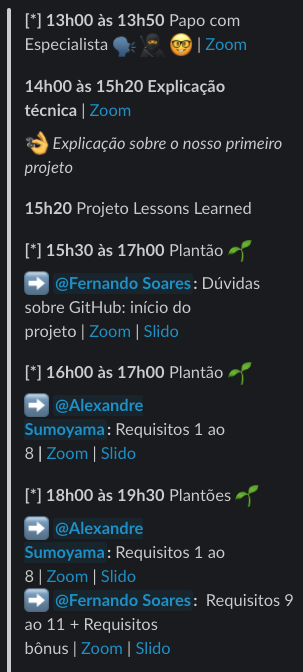 [*] 13h00 às 13h50 Papo com
Especialista 🗣️🥷🤓 | Zoom
14h00 às 15h20 Explicação
técnica | Zoom
👌 Explicação sobre o nosso primeiro
projeto
15h20 Projeto Lessons Learned
[*] 15h30 às 17h00 Plantão 🌱
➡️ @Fernando Soares: Dúvidas
sobre GitHub: início do
projeto | Zoom | Slido
[*] 16h00 às 17h00 Plantão 🌱
➡️ @Alexandre
Sumoyama: Requisitos 1 ao
8 | Zoom | Slido
[*] 18h00 às 19h30 Plantões 🌱
➡️ @Alexandre
Sumoyama: Requisitos 1 ao
8 | Zoom | Slido
➡️ @Fernando Soares: Requisitos 9
ao 11 + Requisitos
bônus | Zoom | Slido